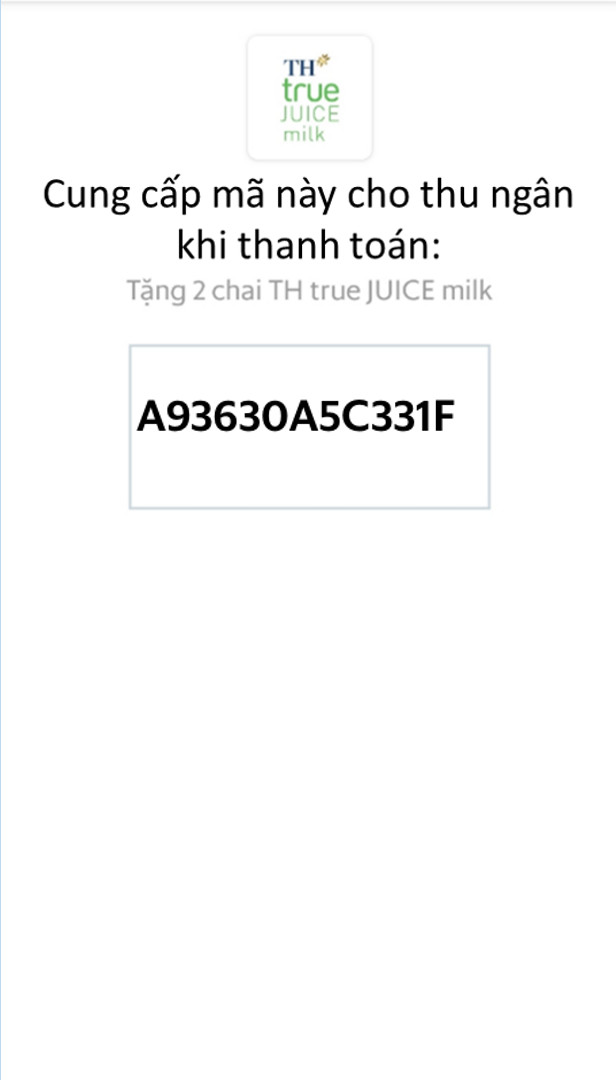 TH
true
JUICE
milk
Cung cấp mã này cho thu ngân
khi thanh toán:
Tặng 2 chai TH true JUICE milk
A93630A5C331F